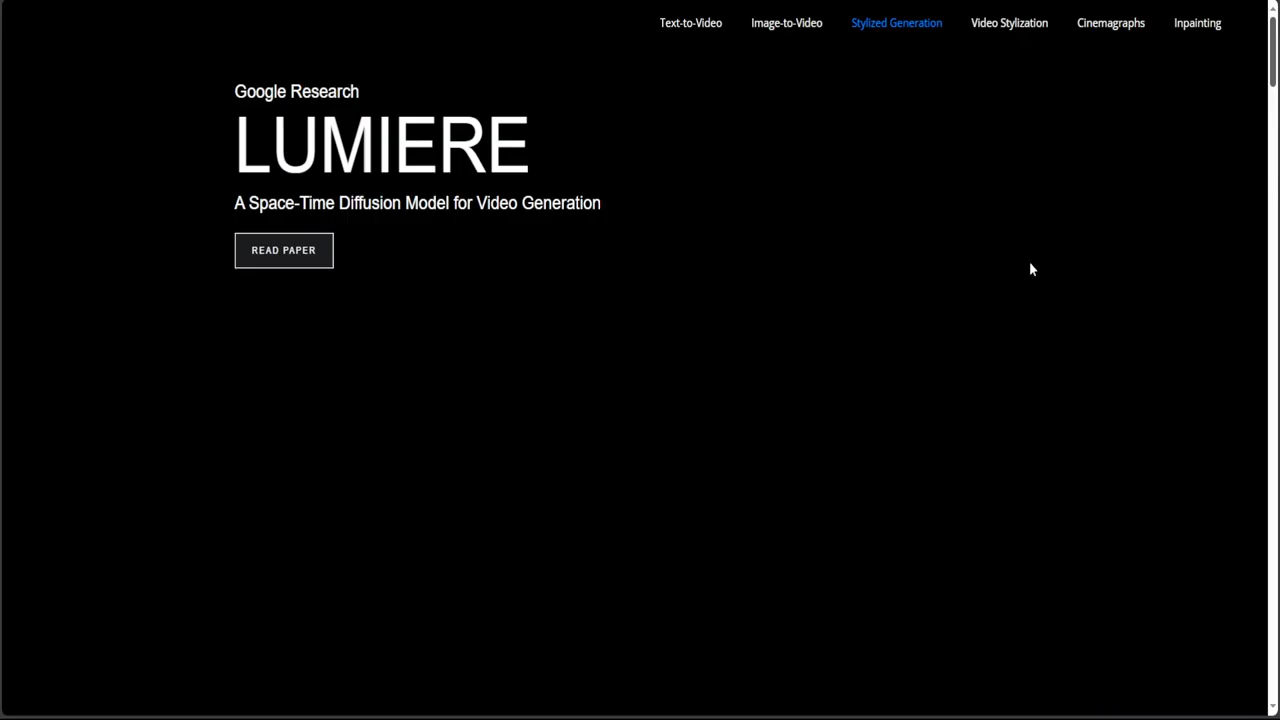 Text-to-Video Image-to-Video Stylized Generation Video Stylization Cinemagraphs Inpainting
Google Research
LUMIERE
A Space-Time Diffusion Model for Video Generation
READ PAPER